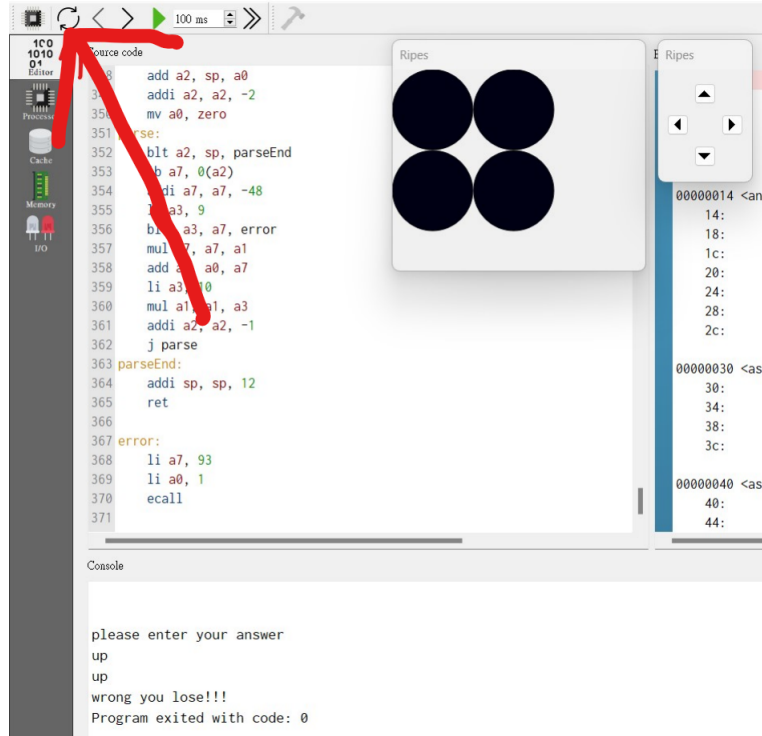 100 ms
100
1010
01
Editor
Processor
Cache
Memory
I/O
Source code
add a2, sp, a0
addi a2, a2, -2
mv a0, zero
351
352 blt a2, sp, parseEnd
353 a7, 0(a2)
354 a7, a7, -48
355 a3, 9
356 a3, a7, error
357 mul a7, a1
358 add a0, a7
359 li 10
360 mul a1, a1, a3
361 addi a2, a2, -1
362 j parse
363 parseEnd:
364 addi sp, sp, 12
365 ret
366
367 error:
368 li a7, 93
369 li a0, 1
370 ecall
371
Ripes
Ripes
00000014 <an
14:
18:
1c:
20:
24:
28:
2c:
00000030 <as
30:
34:
38:
3c:
00000040 <as
40:
44:
Console
please enter your answer
up
up
wrong you lose!!!
Program exited with code: 0